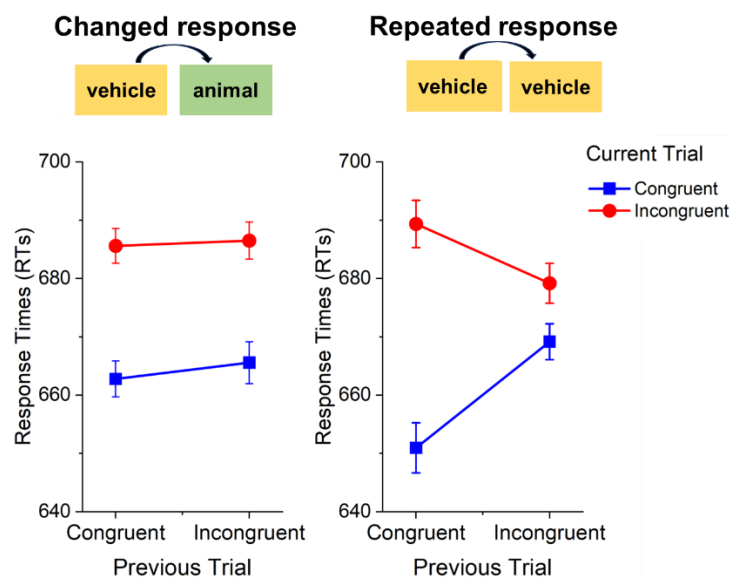 Changed response
vehicle
animal
Repeated response
vehicle
vehicle
Response Times (RTs)
700
680
660
640
Congruent
Incongruent
Previous Trial
Response Times (RTs)
700
680
660
640
Congruent
Incongruent
Previous Trial
Current Trial
Congruent
Incongruent